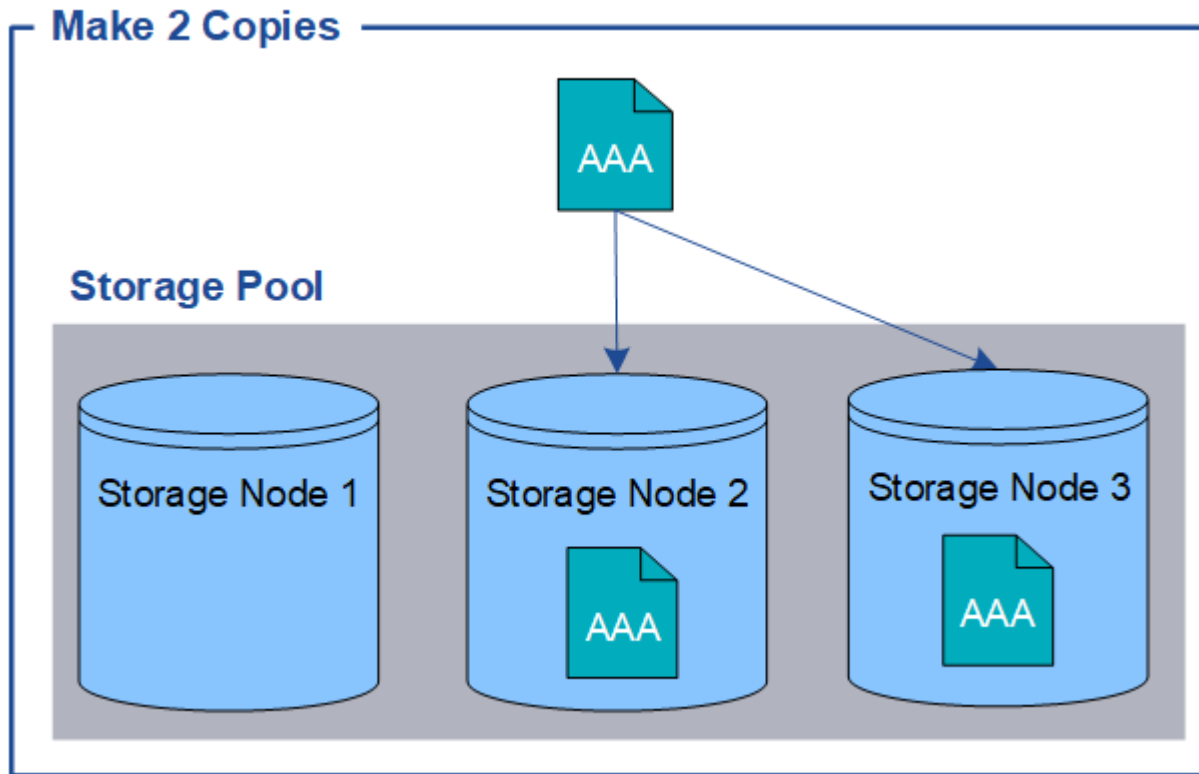 Make 2 Copies
AAA
Storage Pool
Storage Node 1
Storage Node 2
Storage Node 3
AAA
AAA